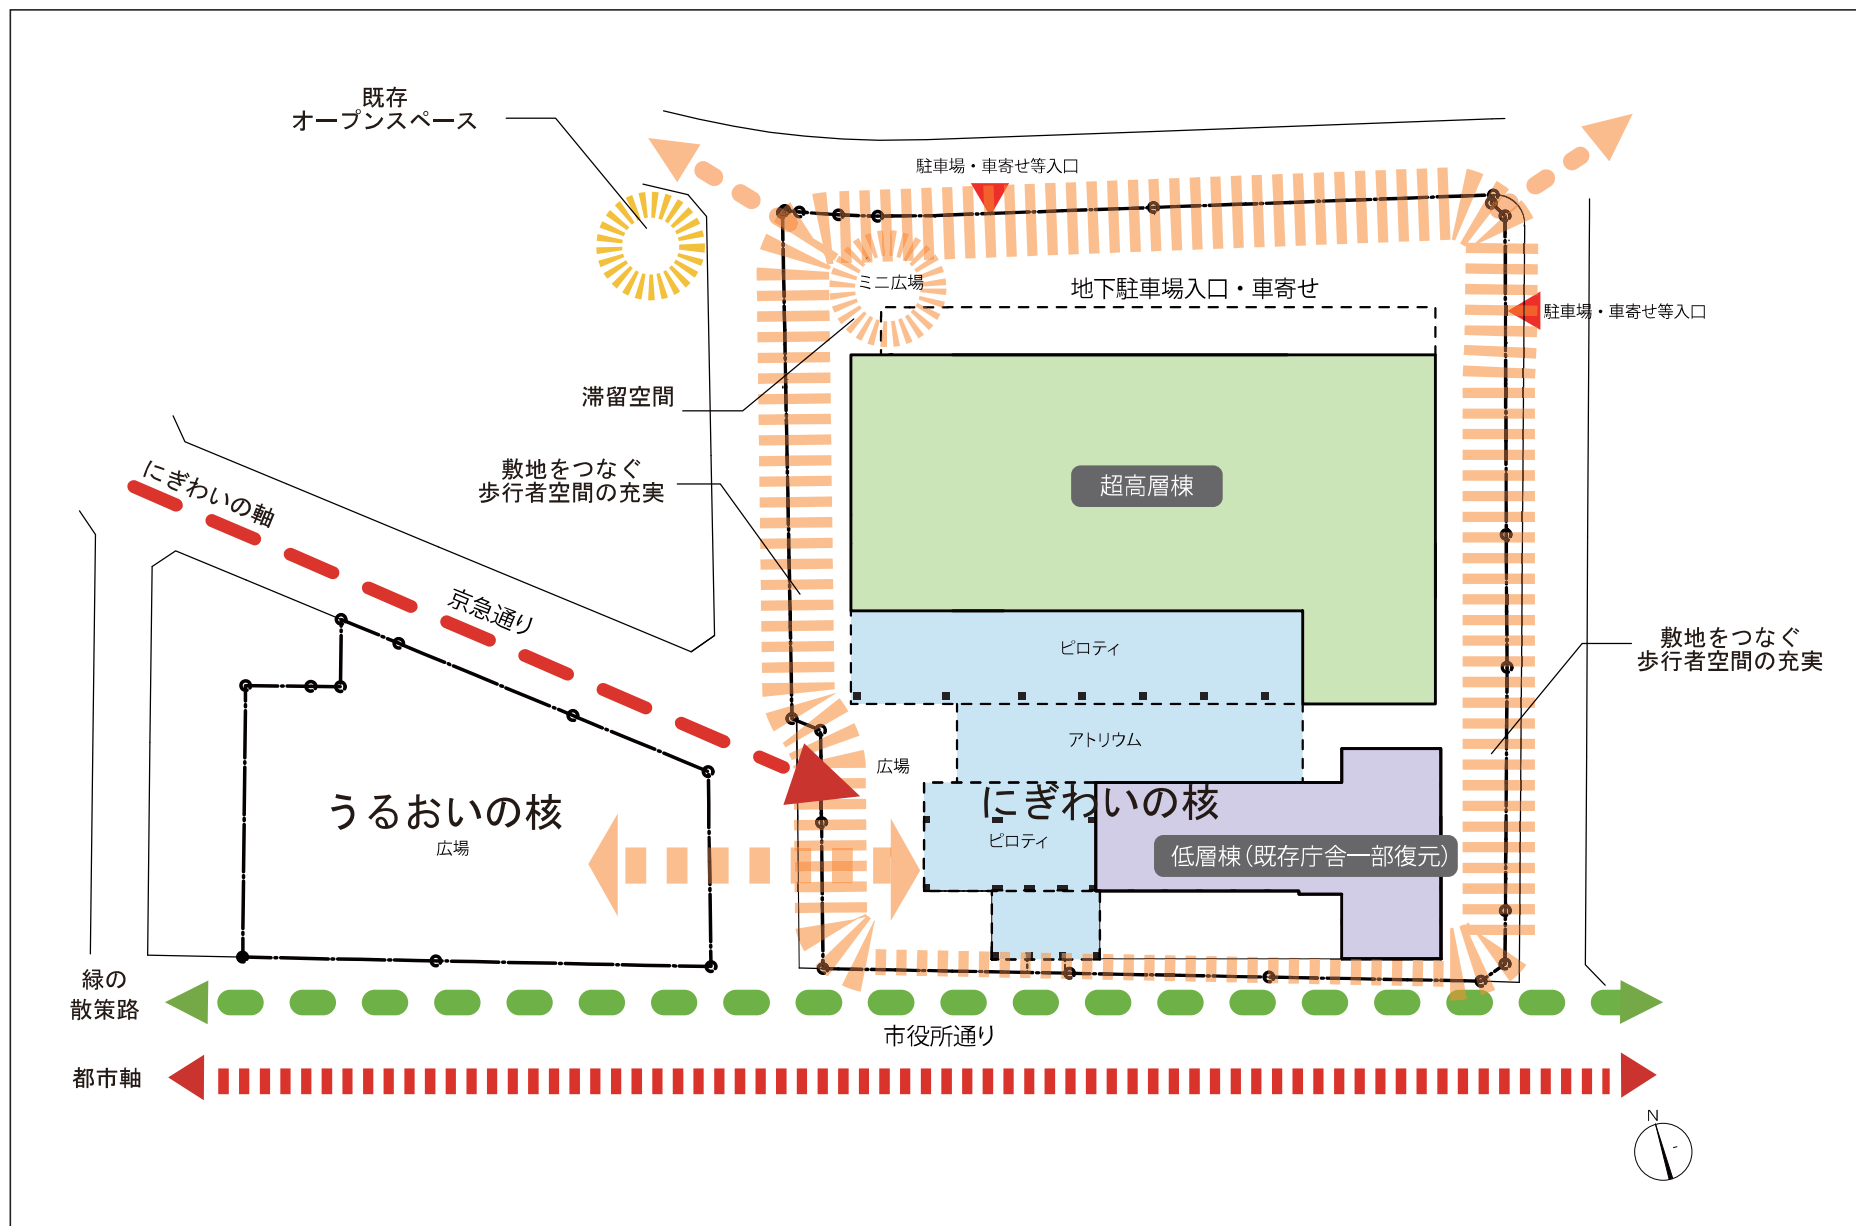 既存
オープンスペース
駐車場・車寄せ等入口
ミニ広場
地下駐車場入口・車寄せ
駐車場・車寄せ等入口
滞留空間
敷地をつなぐ
歩行者空間の充実
にぎわいの軸
超高層棟
京急通り
ピロティ
敷地をつなぐ
歩行者空間の充実
アトリウム
広場
うるおいの核
広場
にぎわいの核
ピロティ
低層棟(既存庁舎一部復元)
緑の
散策路
市役所通り
都市軸
N